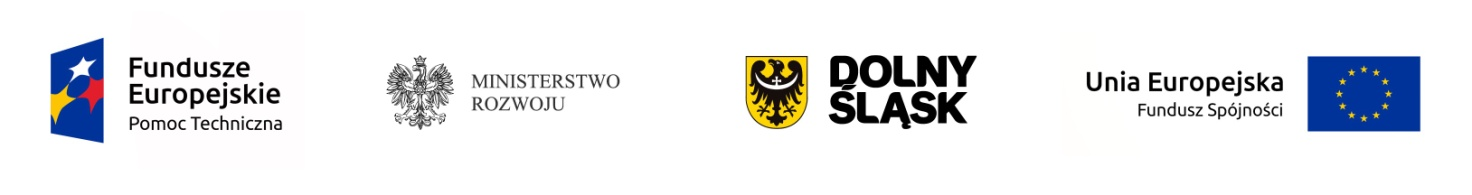 Fundusze
Europejskie
Pomoc Techniczna
MINISTERSTWO
ROZWOJU
DOLNY
ŚLĄSK
Unia Europejska
Fundusz Spójności